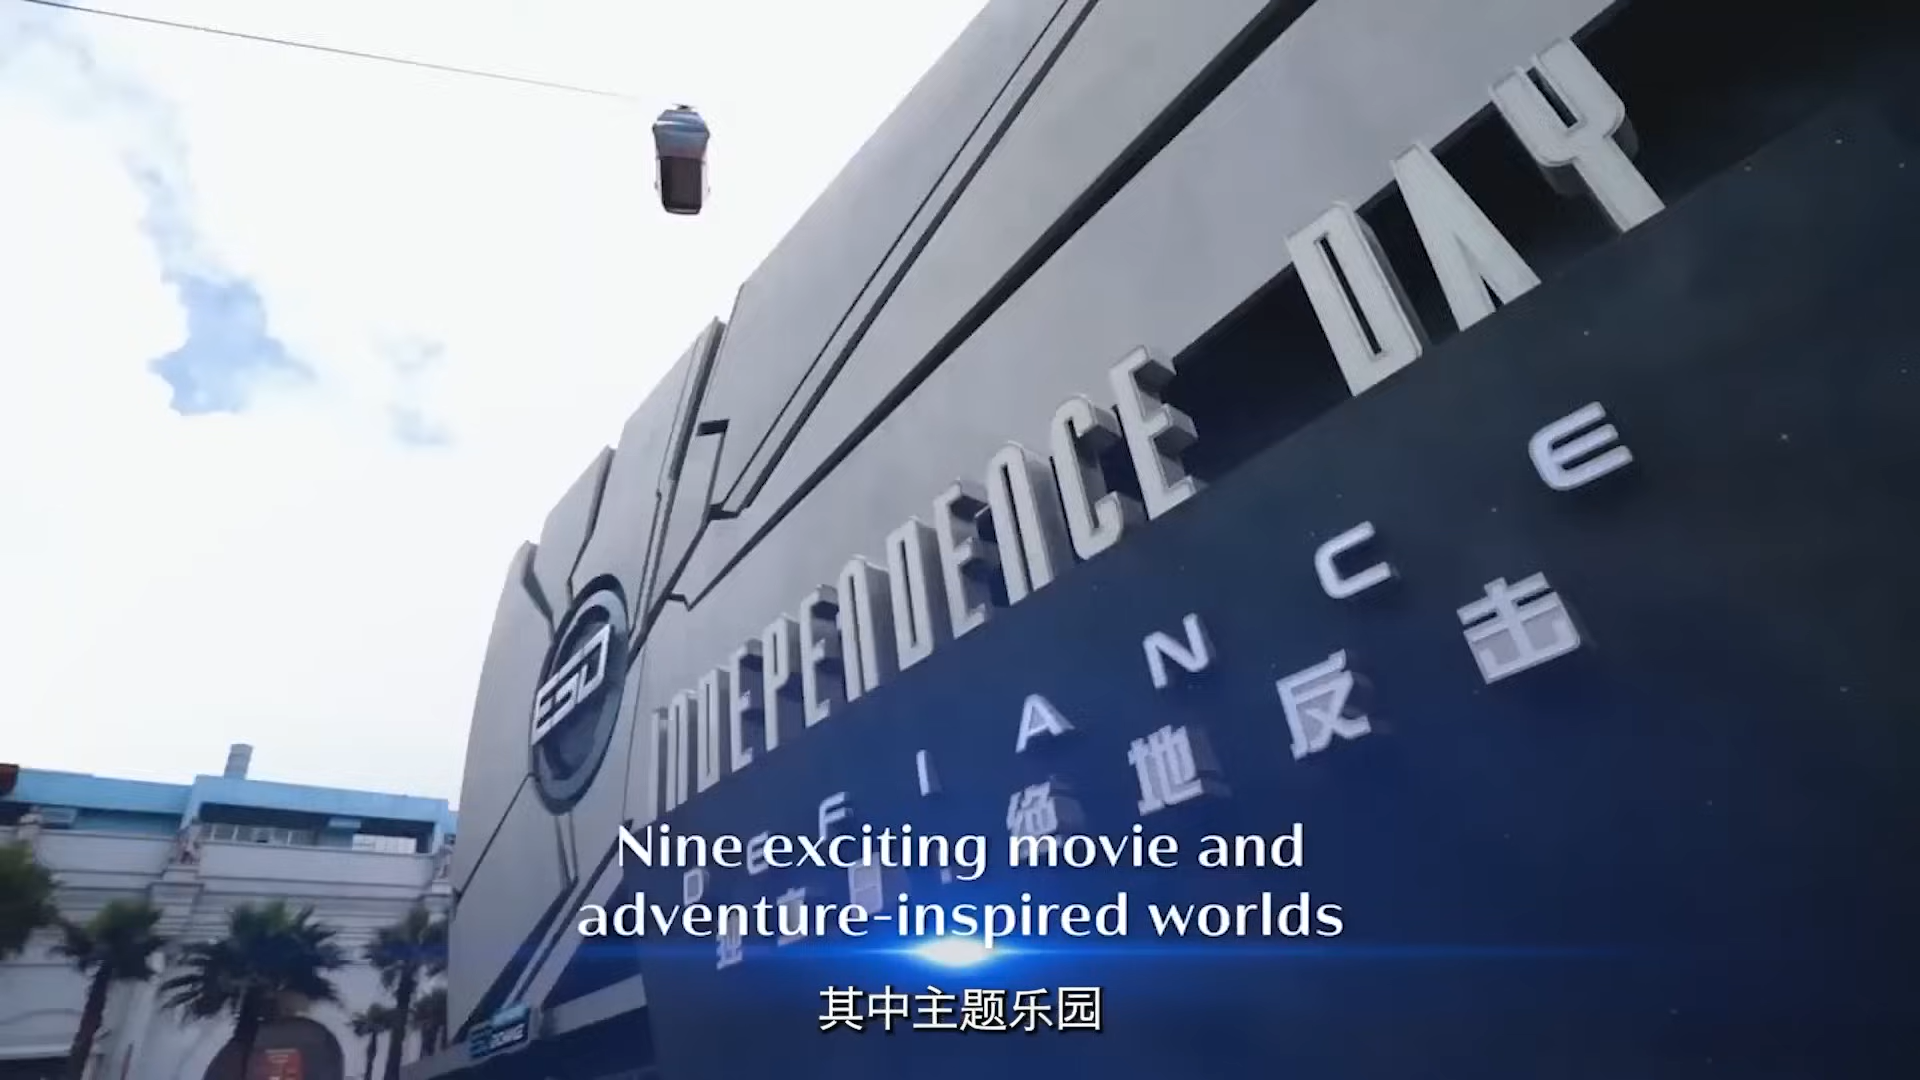 INDEPENDENCE DAY
DEFIANCE
ESD
绝地反击
Nine exciting movie and
adventure-inspired worlds
其中主题乐园